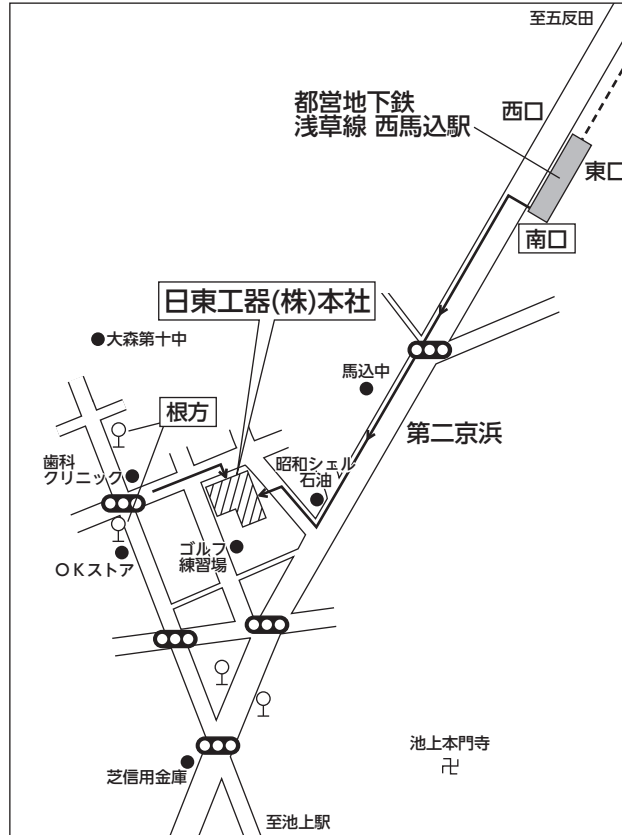 至五反田
都営地下鉄
浅草線 西馬込駅
西口
東口
南口
日東工器(株)本社
大森第十中
馬込中
根方
第二京浜
昭和シェル
石油
歯科
クリニック
ゴルフ
練習場
OKストア
池上本門寺
卍
芝信用金庫
至池上駅